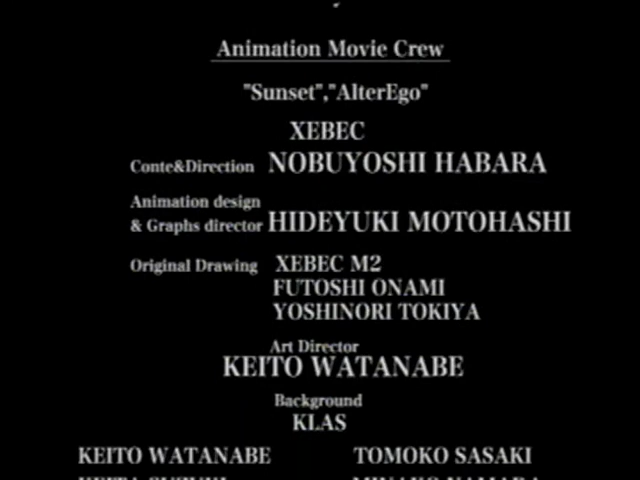 Animation Movie Crew
"Sunset","AlterEgo"
XEBEC
Conte&Direction NOBUYOSHI HABARA
Animation design
& Graphs director HIDEYUKI MOTOHASHI
Original Drawing XEBEC M2
FUTOSHI ONAMI
YOSHINORI TOKIYA
Art Director
KEITO WATANABE
Background
KLAS
KEITO WATANABE TOMOKO SASAKI